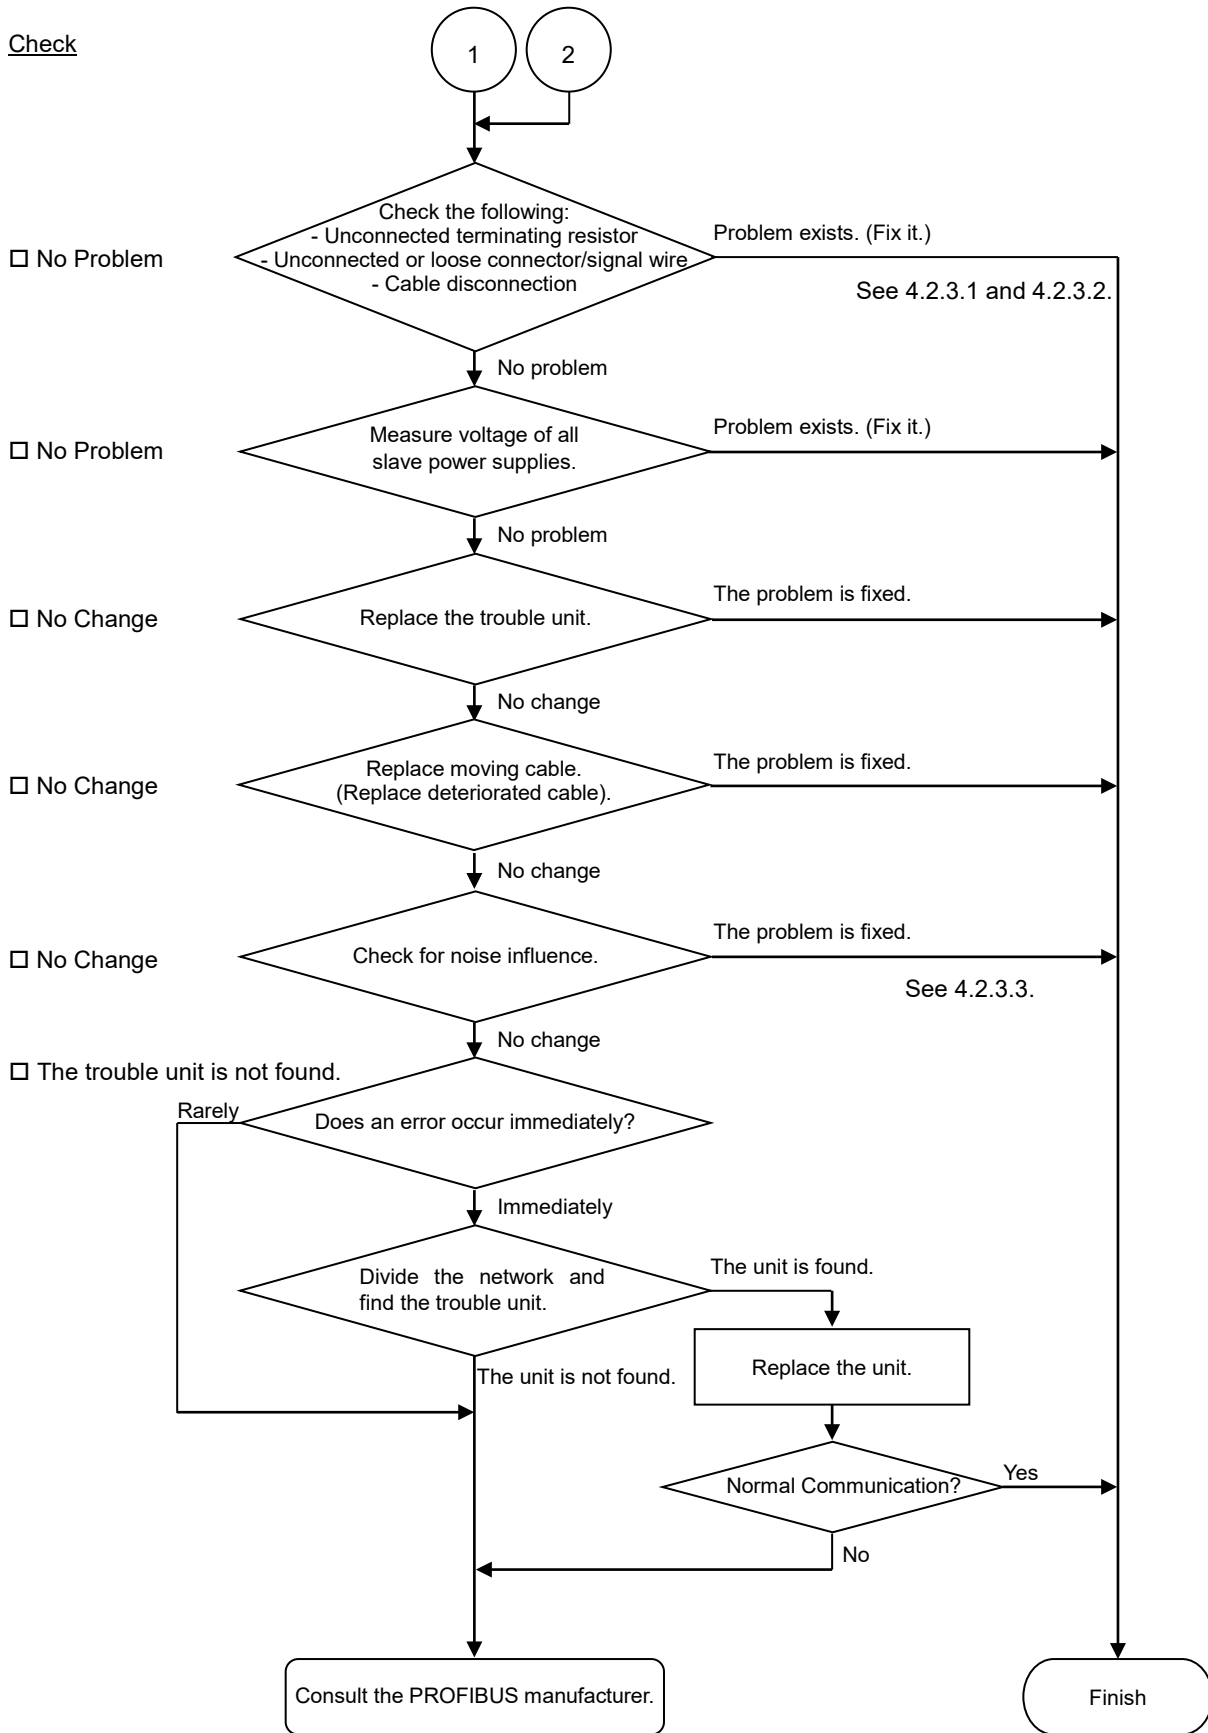 Check
1
2
Check the following:
- Unconnected terminating resistor
- Unconnected or loose connector/signal wire
- Cable disconnection
Problem exists. (Fix it.)
☐ No Problem
See 4.2.3.1 and 4.2.3.2.
No problem
Measure voltage of all
slave power supplies.
Problem exists. (Fix it.)
☐ No Problem
No problem
Replace the trouble unit.
The problem is fixed.
☐ No Change
No change
Replace moving cable.
(Replace deteriorated cable).
The problem is fixed.
☐ No Change
No change
Check for noise influence.
The problem is fixed.
☐ No Change
See 4.2.3.3.
No change
☐ The trouble unit is not found.
Rarely
Does an error occur immediately?
Immediately
Divide the network and
find the trouble unit.
The unit is found.
Replace the unit.
The unit is not found.
Normal Communication?
Yes
No
Consult the PROFIBUS manufacturer.
Finish